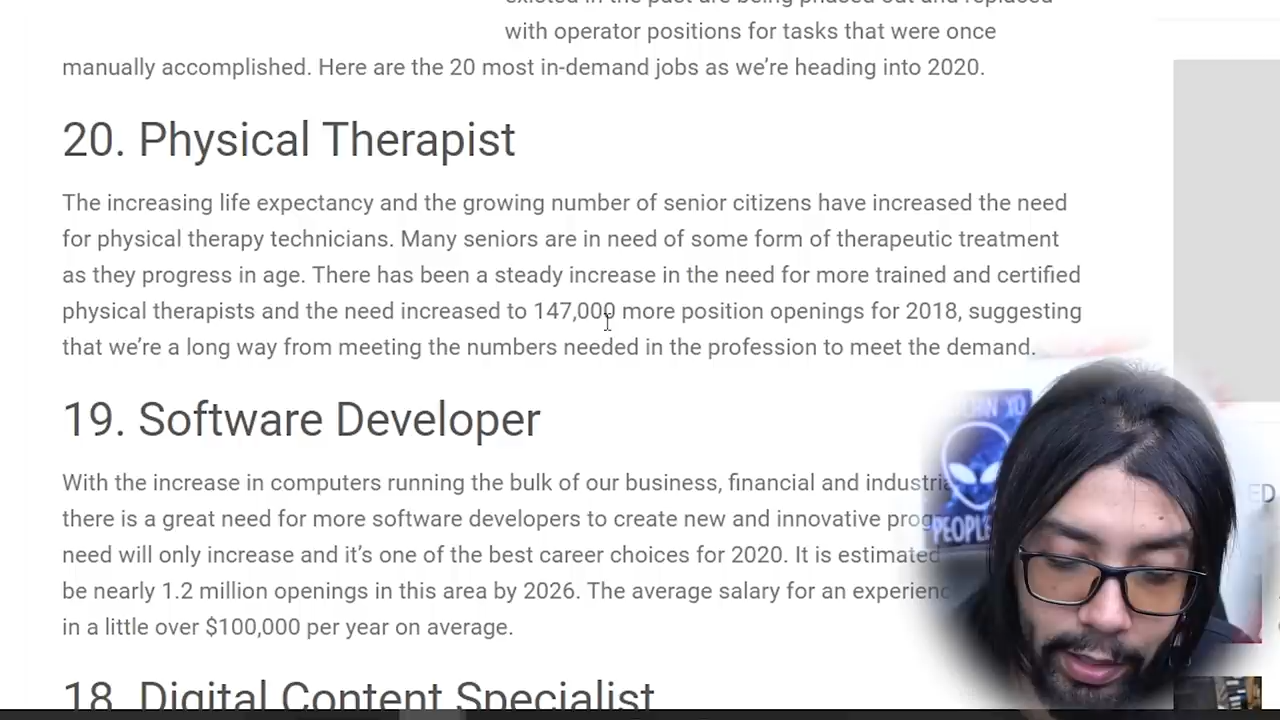 with operator positions for tasks that were once
manually accomplished. Here are the 20 most in-demand jobs as we’re heading into 2020.
20. Physical Therapist
The increasing life expectancy and the growing number of senior citizens have increased the need
for physical therapy technicians. Many seniors are in need of some form of therapeutic treatment
as they progress in age. There has been a steady increase in the need for more trained and certified
physical therapists and the need increased to 147,000 more position openings for 2018, suggesting
that we’re a long way from meeting the numbers needed in the profession to meet the demand.
19. Software Developer
With the increase in computers running the bulk of our business, financial and
there is a great need for more software developers to create new and innovative
need will only increase and it’s one of the best career choices for 2020. It is estimated
be nearly 1.2 million openings in this area by 2026. The average salary for an
in a little over $100,000 per year on average.
18. Digital Content Specialist
YO
PEOPLE
ED